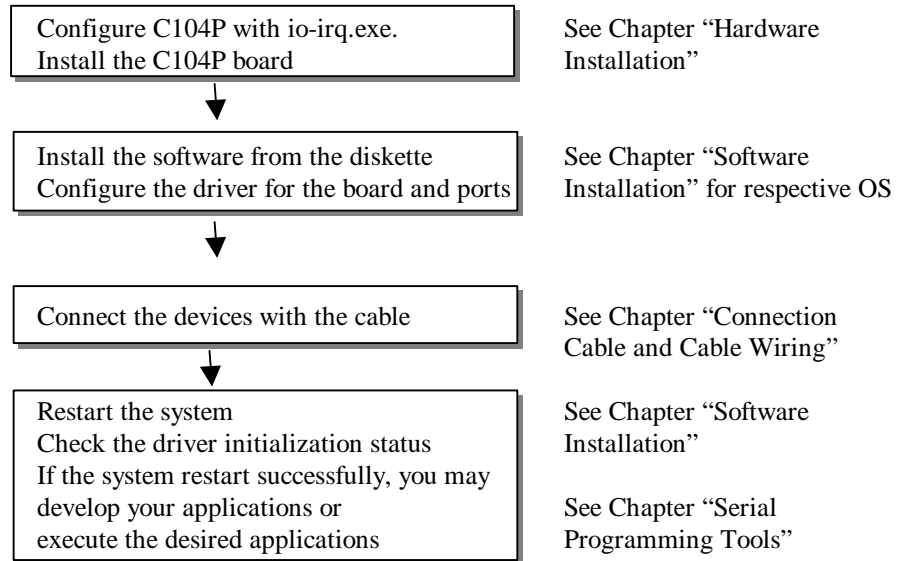 Configure C104P with io-irq.exe.
Install the C104P board
See Chapter “Hardware
Installation”
Install the software from the diskette
Configure the driver for the board and ports
See Chapter “Software
Installation” for respective OS
Connect the devices with the cable
See Chapter “Connection
Cable and Cable Wiring”
Restart the system
Check the driver initialization status
If the system restart successfully, you may
develop your applications or
execute the desired applications
See Chapter “Software
Installation”
See Chapter “Serial
Programming Tools”